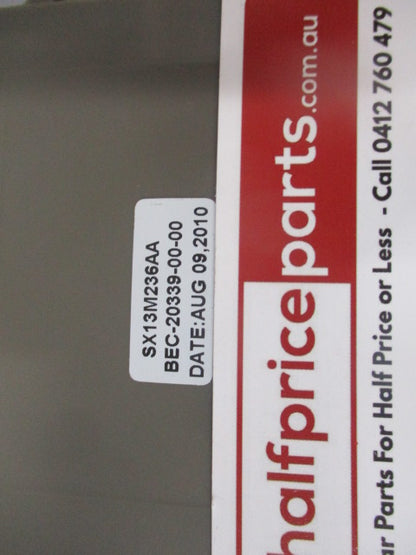 SX13M236AA
BEC-20339-00-00
DATE:AUG 09,2010
halfpriceparts.com.au
Parts For Half Price or Less - Call 0412 760 479